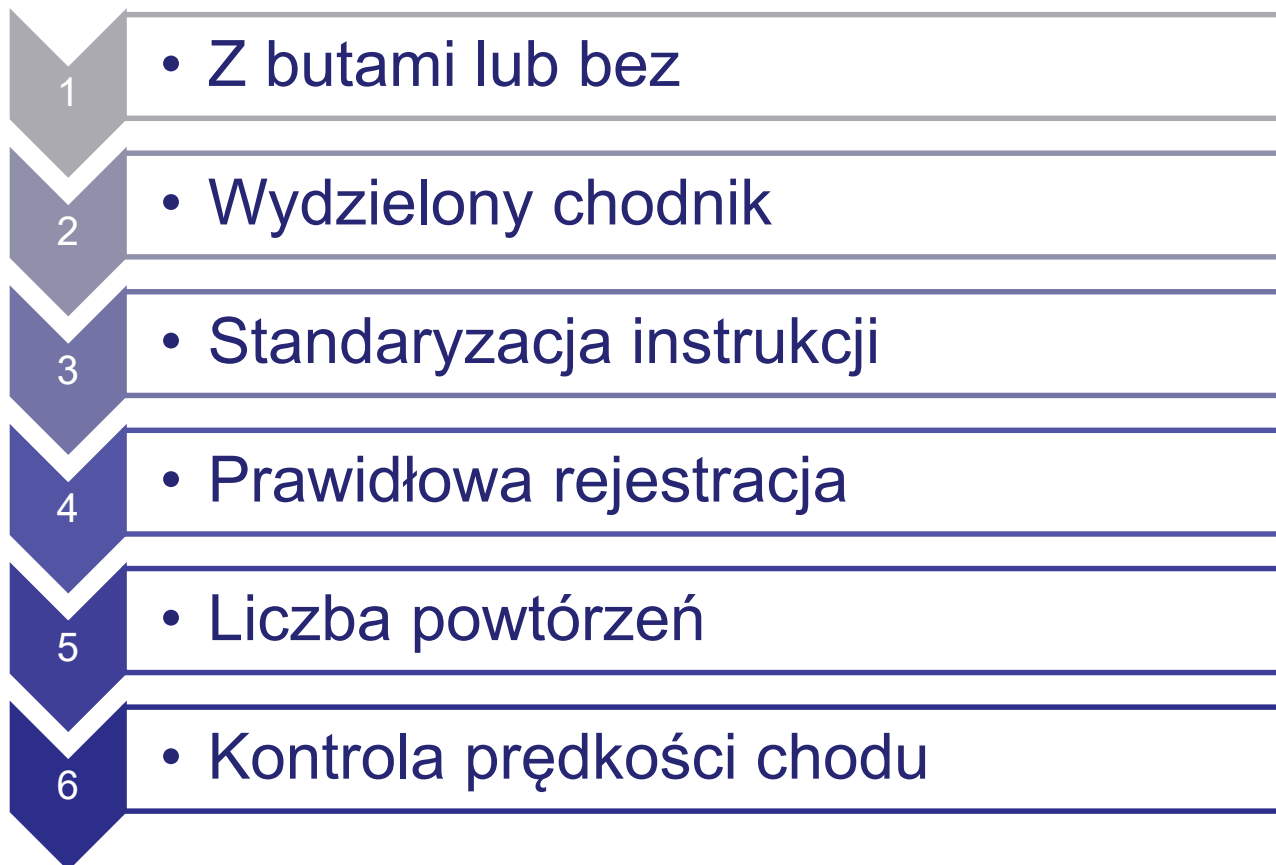 1
• Z butami lub bez
2
• Wydzielony chodnik
3
• Standaryzacja instrukcji
4
• Prawidłowa rejestracja
5
• Liczba powtórzeń
6
• Kontrola prędkości chodu